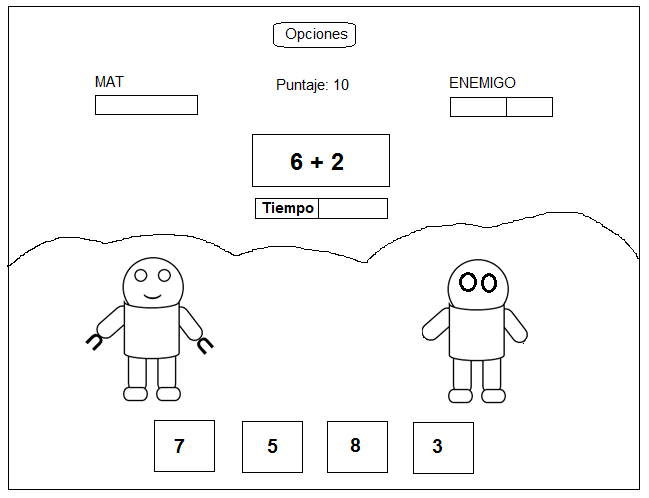 Opciones
MAT
Puntaje: 10
ENEMIGO
6 + 2
Tiempo
7 5 8 3